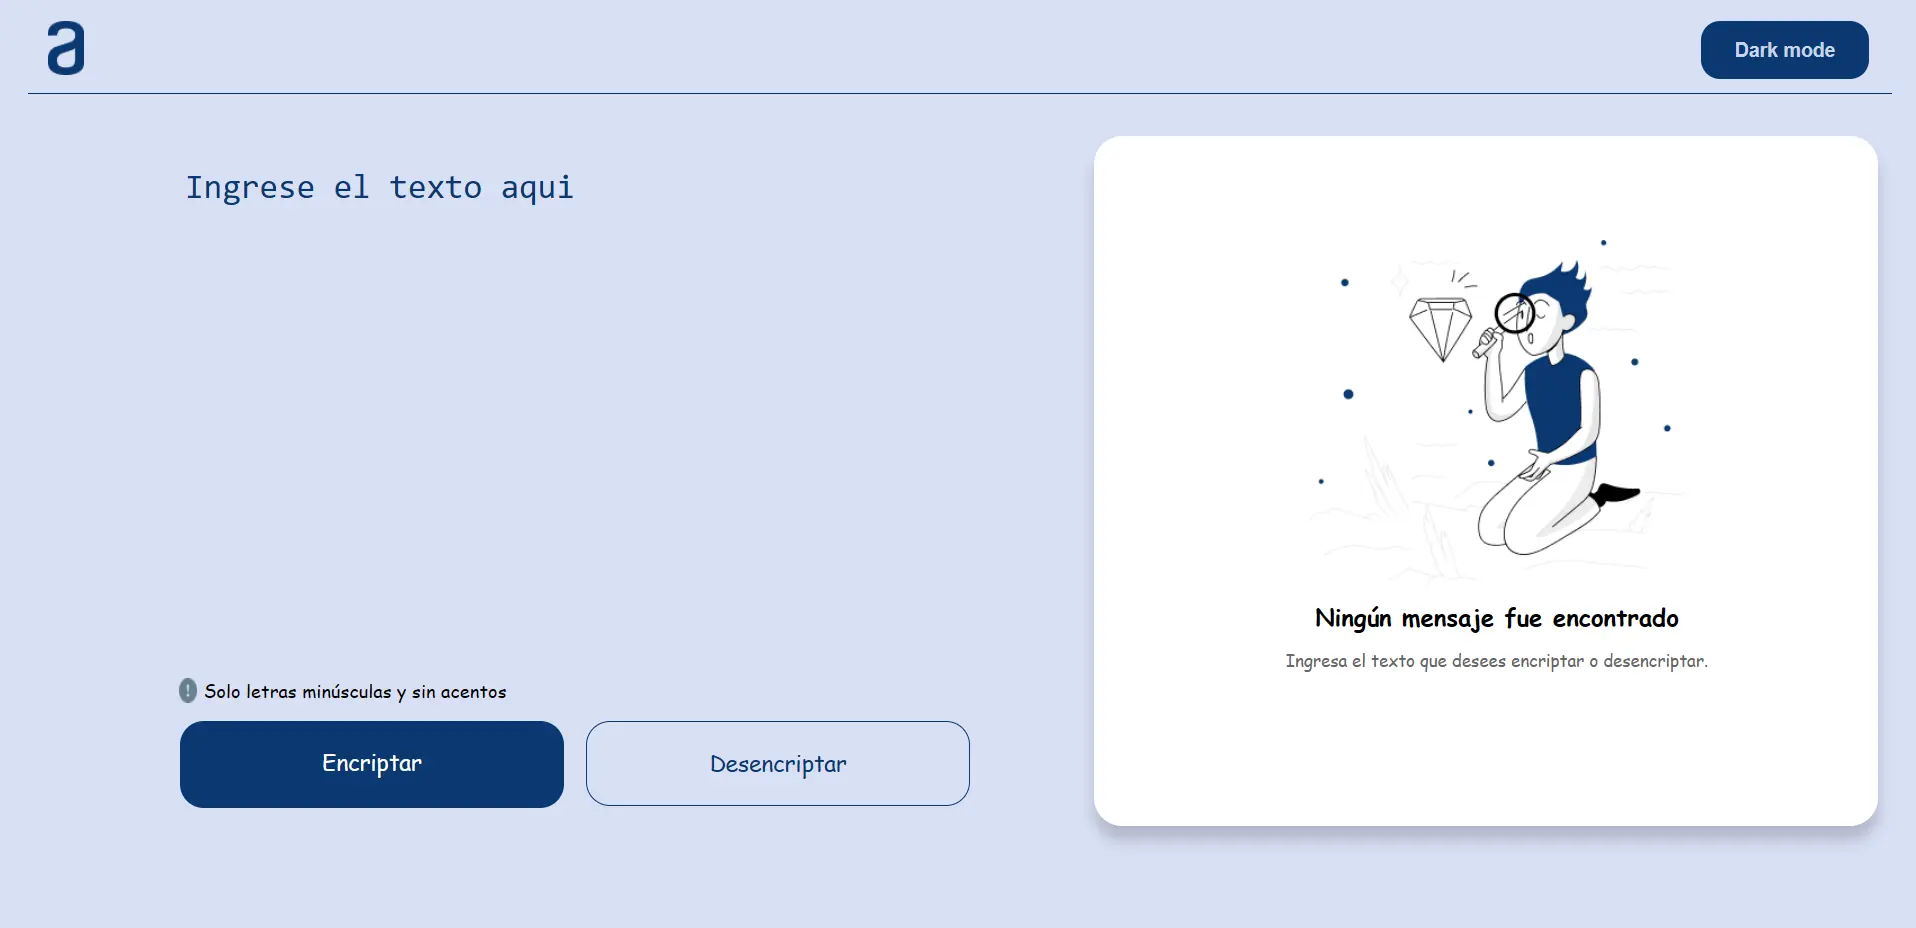 a
Dark mode
Ingrese el texto aqui
Solo letras minúsculas y sin acentos
Encriptar
Desencriptar
Ningún mensaje fue encontrado
Ingresa el texto que desees encriptar o desencriptar.